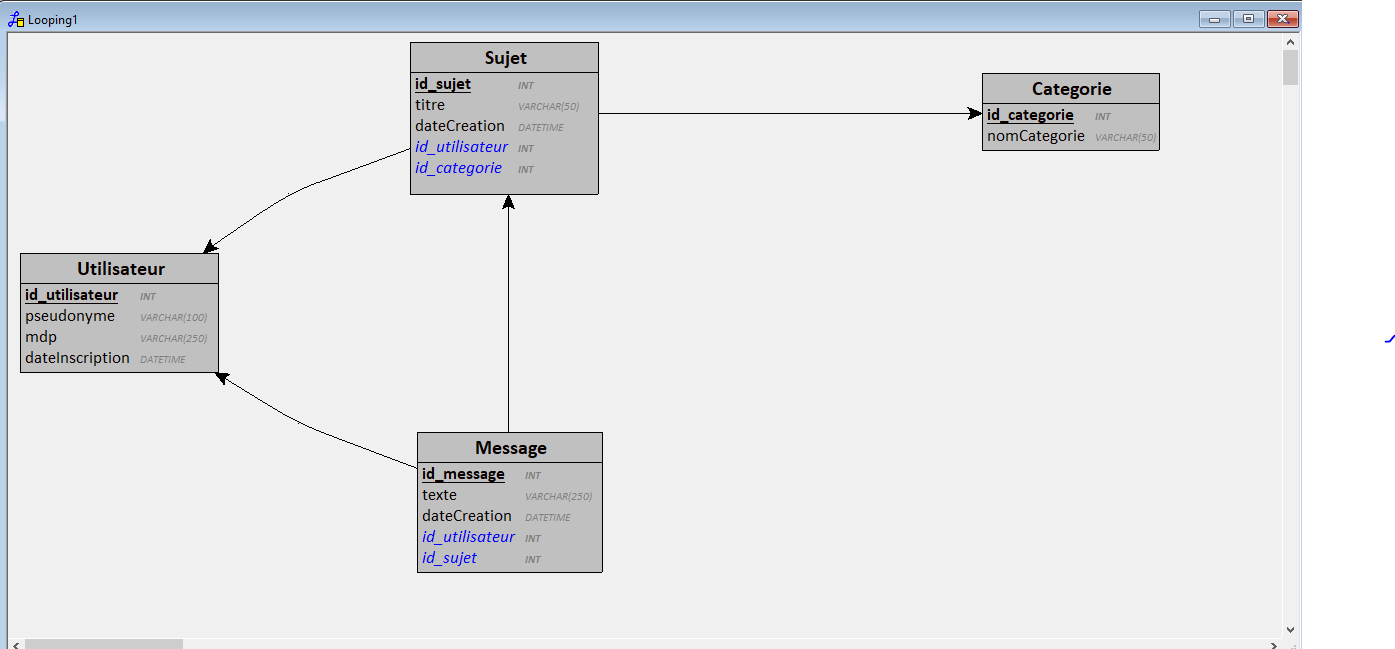 Looping1
Sujet
id_sujet INT
titre VARCHAR(50)
dateCreation DATETIME
id_utilisateur INT
id_categorie INT
Categorie
id_categorie INT
nomCategorie VARCHAR(50)
Utilisateur
id_utilisateur INT
pseudonyme VARCHAR(100)
mdp VARCHAR(250)
dateInscription DATETIME
Message
id_message INT
texte VARCHAR(250)
dateCreation DATETIME
id_utilisateur INT
id_sujet INT